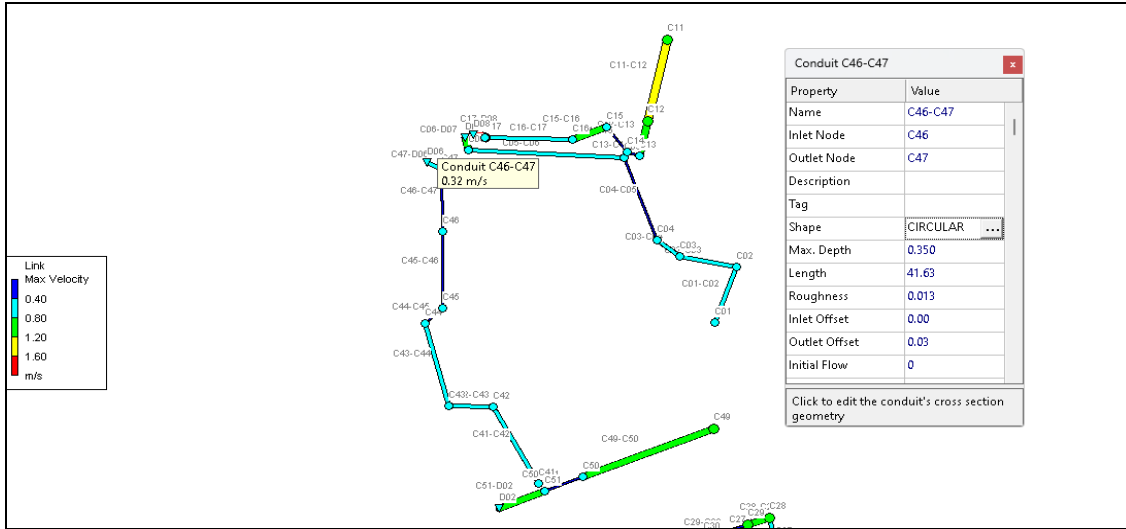 C11
C11-C12
C12
C15
C15-C16
C16-C17
C16
C14
C13
C05-C06
C06-D07
D08
C47-D06
D06
Conduit C46-C47
0.32 m/s
C46-C47
C46
C45-C46
C45
C44-C45
C44
C43-C44
C42
C41-C42
C41
C04-C05
C04
C03
C02
C01-C02
C01
C49
C49-C50
C50
C51
C51-D02
D02
C28
C29
C27
C30
Link
Max Velocity
0.40
0.80
1.20
1.60
m/s
Conduit C46-C47
x
Property Value
Name C46-C47
Inlet Node C46
Outlet Node C47
Description
Tag
Shape CIRCULAR ...
Max. Depth 0.350
Length 41.63
Roughness 0.013
Inlet Offset 0.00
Outlet Offset 0.03
Initial Flow 0
Click to edit the conduit's cross section
geometry